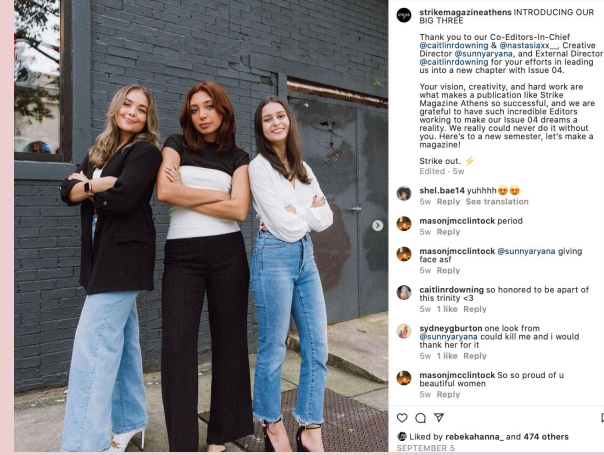 strikemagazineathens INTRODUCING OUR
BIG THREE
Thank you to our Co-Editors-In-Chief
@caitlinrdowning & @nastasiaxx__, Creative
Director @sunnyaryana, and External Director
@caitlinrdowning for your efforts in leading
us into a new chapter with Issue 04.
Your vision, creativity, and hard work are
what makes a publication like Strike
Magazine Athens so successful, and we are
grateful to have such incredible Editors
working to make our Issue 04 dreams a
reality. We really could never do it without
you. Here's to a new semester, let's make a
magazine!
Strike out. ⚡
Edited · 5w
shel.bae14 yuhhhh😍😍
5w Reply See translation
masonjmcclintock period
5w Reply
masonjmcclintock @sunnyaryana giving
face asf
5w Reply
caitlinrdowning so honored to be apart of
this trinity <3
5w 1 like Reply
sydneygburton one look from
@sunnyaryana could kill me and i would
thank her for it
5w 1 like Reply
masonjmcclintock So so proud of u
beautiful women
5w Reply
Liked by rebekahanna_ and 474 others
SEPTEMBER 5